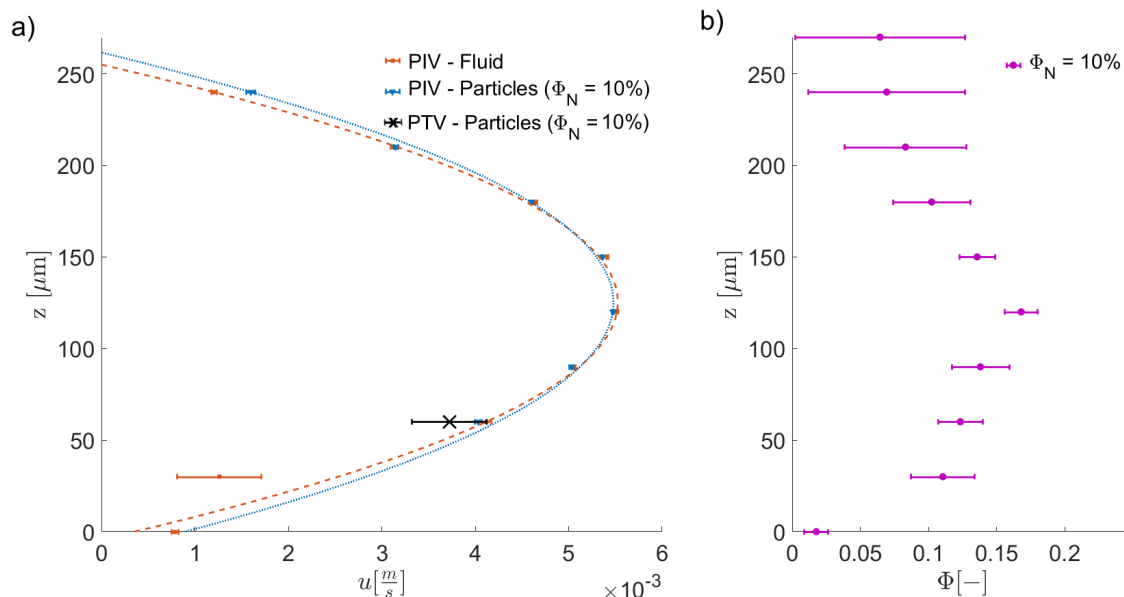 a)
PIV - Fluid
PIV - Particles (Φ_N = 10%)
PTV - Particles (Φ_N = 10%)
250
200
150
100
50
0
z [μm]
0 1 2 3 4 5 6
u[m/s]
×10^-3
b)
Φ_N = 10%
250
200
150
100
50
0
z [μm]
0 0.05 0.1 0.15 0.2
Φ[−]